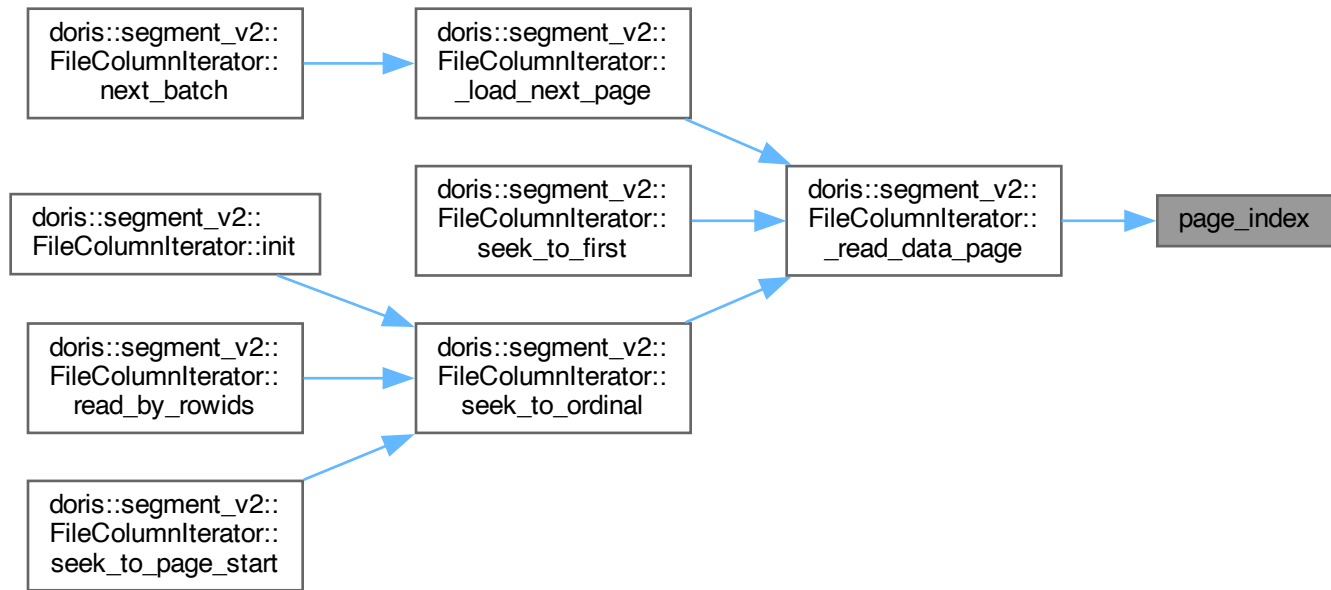 doris::segment_v2::
FileColumnIterator::
next_batch
doris::segment_v2::
FileColumnIterator::
_load_next_page
doris::segment_v2::
FileColumnIterator::init
doris::segment_v2::
FileColumnIterator::
seek_to_first
doris::segment_v2::
FileColumnIterator::
_read_data_page
page_index
doris::segment_v2::
FileColumnIterator::
read_by_rowids
doris::segment_v2::
FileColumnIterator::
seek_to_ordinal
doris::segment_v2::
FileColumnIterator::
seek_to_page_start